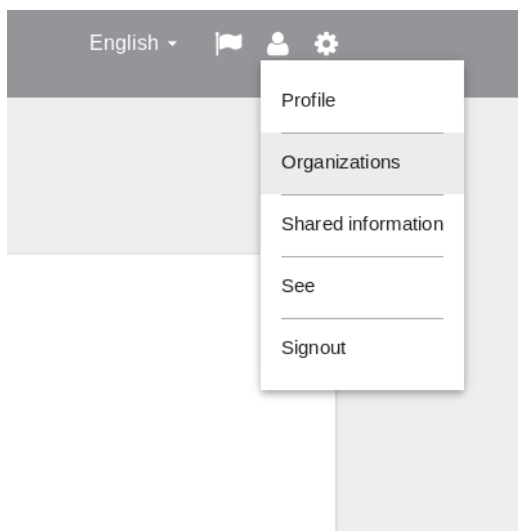 English
Profile
Organizations
Shared information
See
Signout